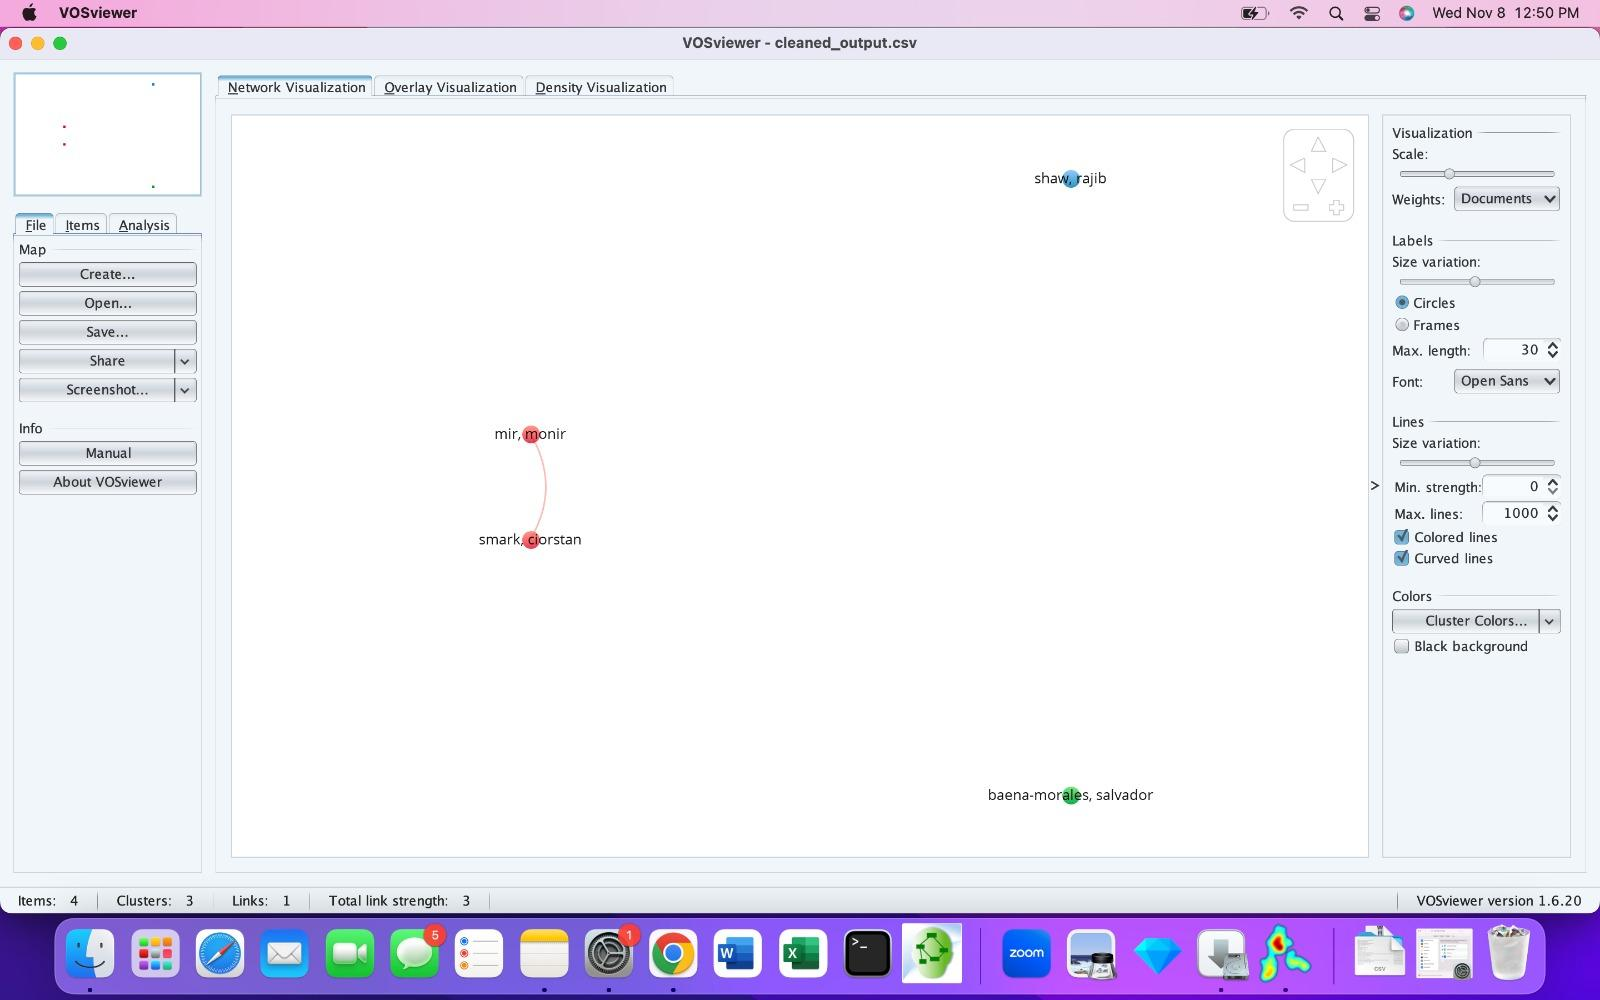 VOSviewer
Wed Nov 8 12:50 PM
VOSviewer - cleaned_output.csv
Network Visualization
Overlay Visualization
Density Visualization
File
Items
Analysis
Map
Create...
Open...
Save...
Share
Screenshot...
Info
Manual
About VOSviewer
shaw, rajib
mir, monir
smark, ciorstan
baena-morales, salvador
Visualization
Scale:
Weights: Documents
Labels
Size variation:
Circles
Frames
Max. length: 30
Font: Open Sans
Lines
Size variation:
>
Min. strength: 0
Max. lines: 1000
Colored lines
Curved lines
Colors
Cluster Colors...
Black background
Items: 4
Clusters: 3
Links: 1
Total link strength: 3
VOSviewer version 1.6.20
5
1
W
X
>_
zoom
CSV